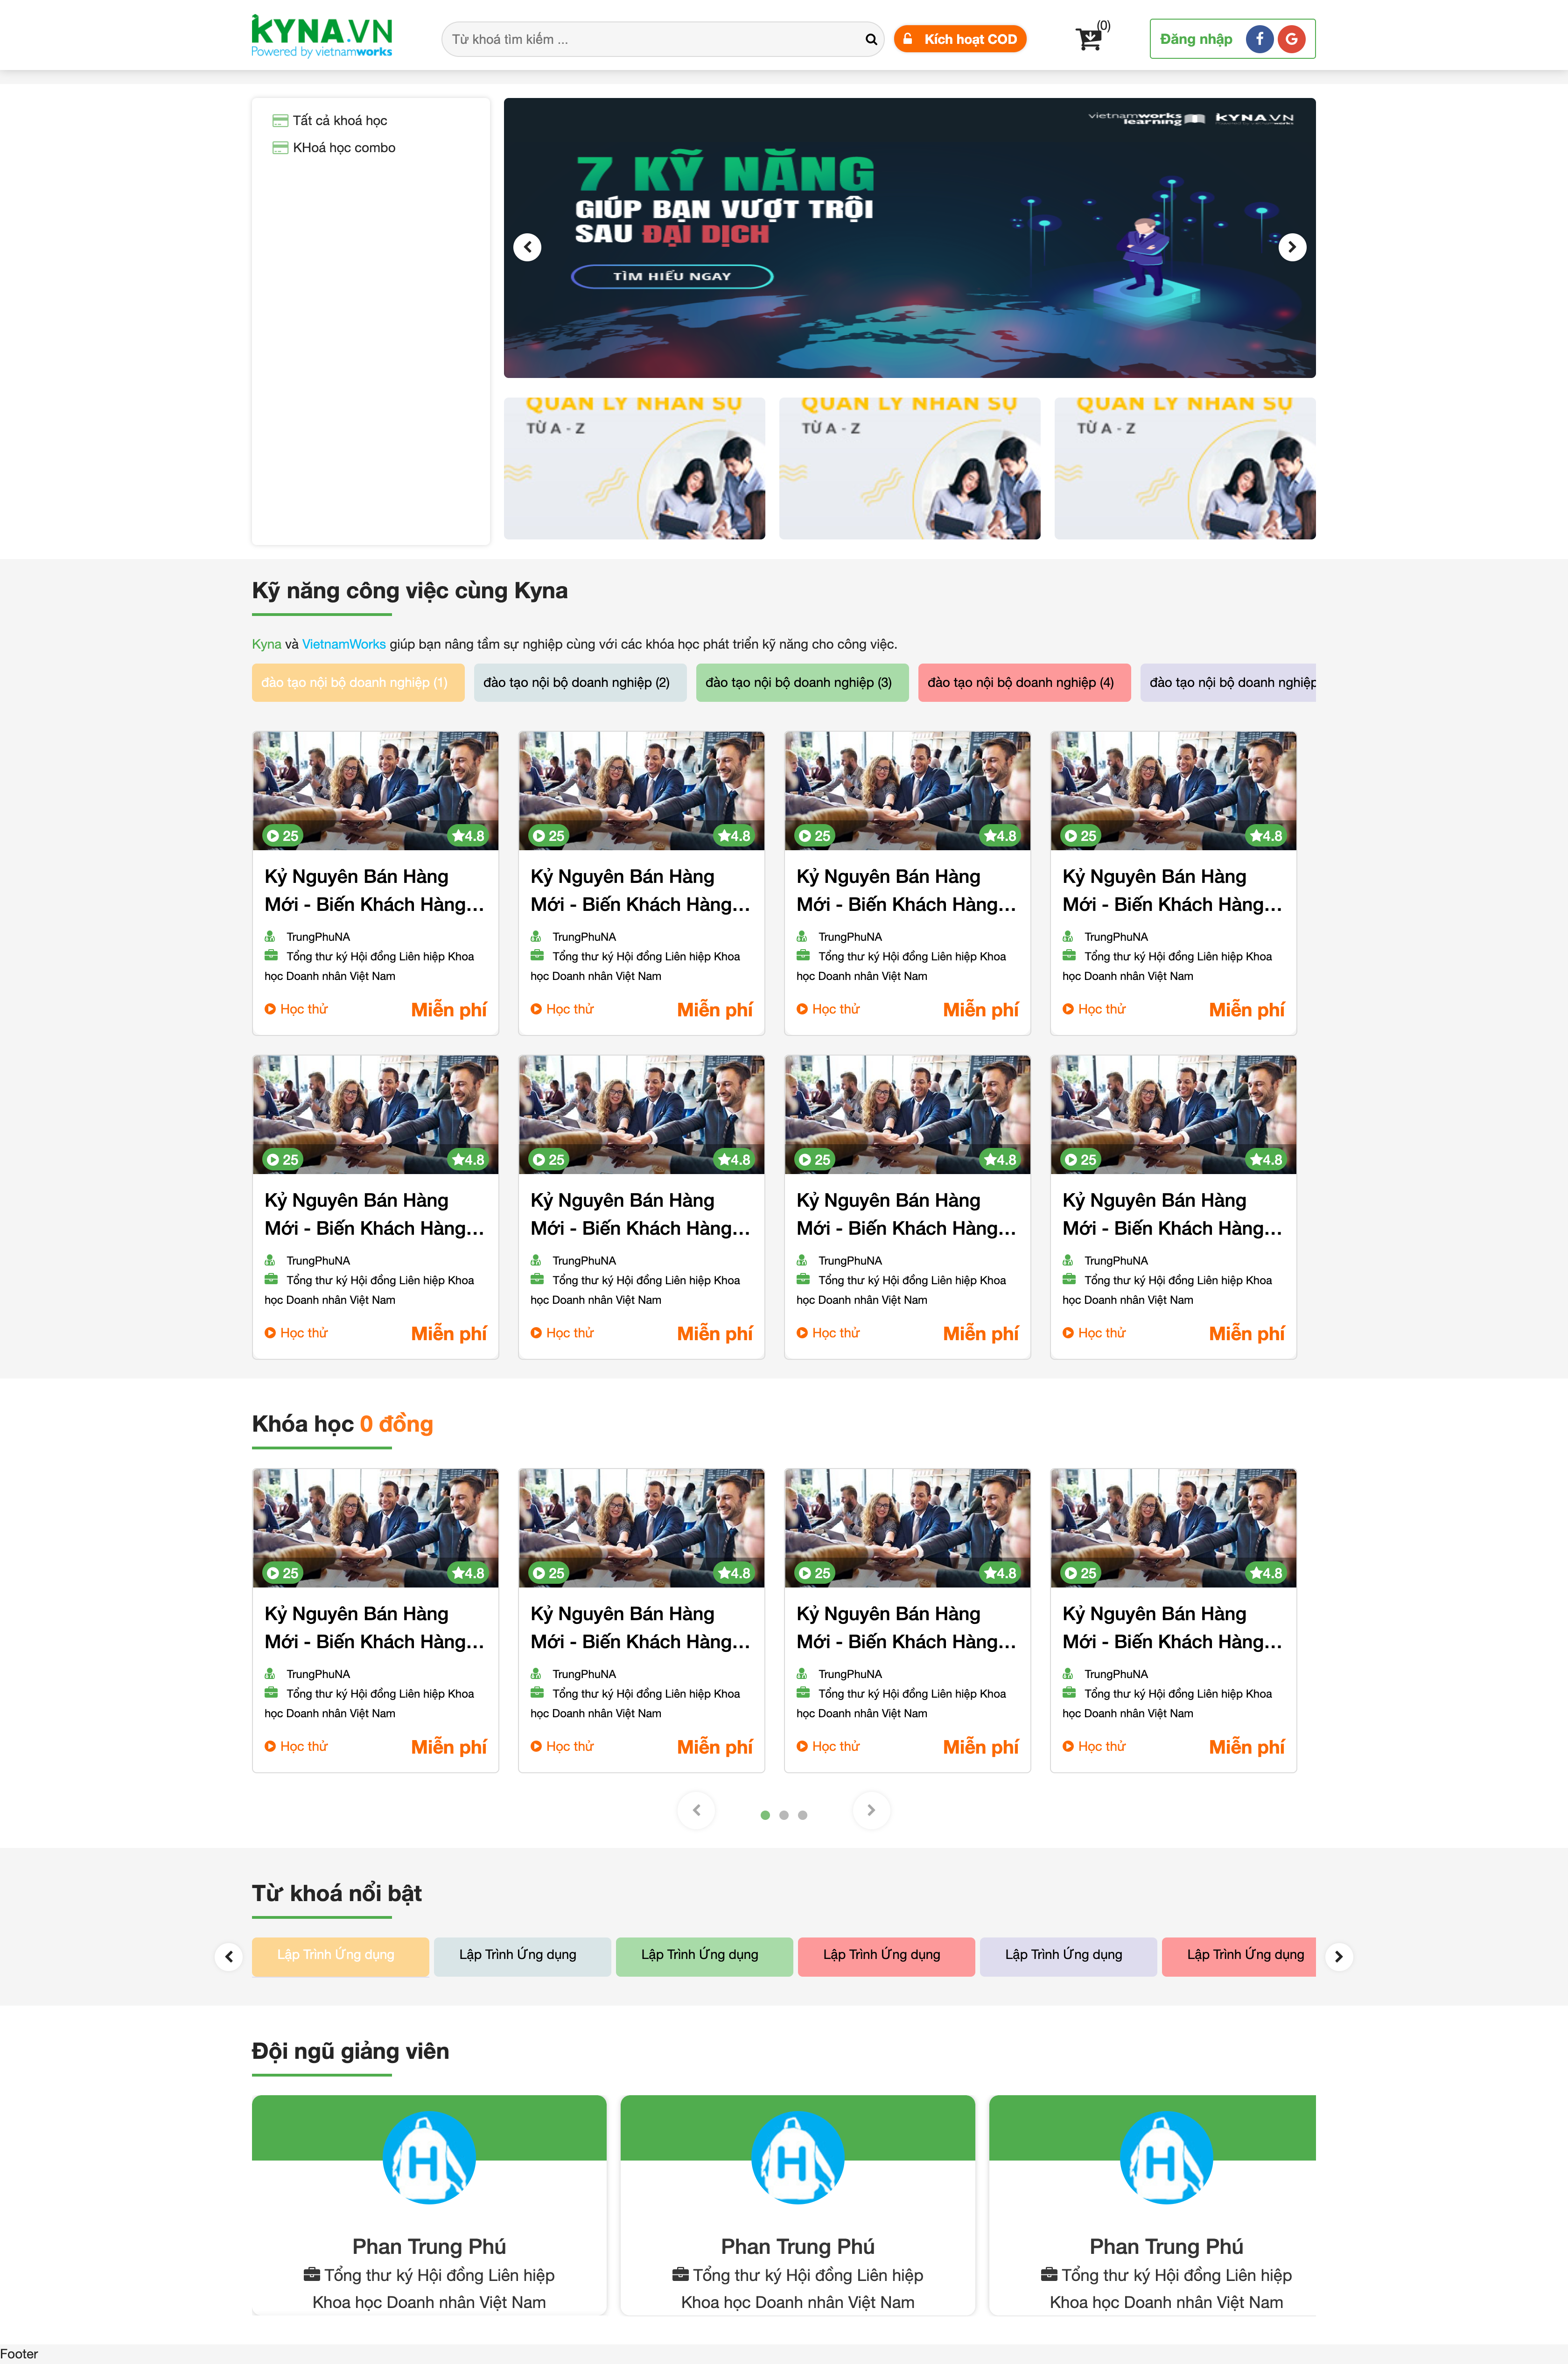 KYNA.VN
Powered by vietnamworks
Từ khoá tìm kiếm ...
Kích hoạt COD
(0)
Đăng nhập
Tất cả khoá học
KHoá học combo
vietnamworks learning KYNA.VN
7 KỸ NĂNG
GIÚP BẠN VƯỢT TRỘI
SAU ĐẠI DỊCH
TÌM HIỂU NGAY
QUẢN LÝ NHÂN SỰ QUẢN LÝ NHÂN SỰ QUẢN LÝ NHÂN SỰ
TỪ A - Z TỪ A - Z TỪ A - Z
Kỹ năng công việc cùng Kyna
Kyna và VietnamWorks giúp bạn nâng tầm sự nghiệp cùng với các khóa học phát triển kỹ năng cho công việc.
đào tạo nội bộ doanh nghiệp (1) đào tạo nội bộ doanh nghiệp (2) đào tạo nội bộ doanh nghiệp (3) đào tạo nội bộ doanh nghiệp (4) đào tạo nội bộ doanh nghiệp
25 4.8 25 4.8 25 4.8 25 4.8
Kỷ Nguyên Bán Hàng Kỷ Nguyên Bán Hàng Kỷ Nguyên Bán Hàng Kỷ Nguyên Bán Hàng
Mới - Biến Khách Hàng... Mới - Biến Khách Hàng... Mới - Biến Khách Hàng... Mới - Biến Khách Hàng...
TrungPhuNA TrungPhuNA TrungPhuNA TrungPhuNA
Tổng thư ký Hội đồng Liên hiệp Khoa Tổng thư ký Hội đồng Liên hiệp Khoa Tổng thư ký Hội đồng Liên hiệp Khoa Tổng thư ký Hội đồng Liên hiệp Khoa
học Doanh nhân Việt Nam học Doanh nhân Việt Nam học Doanh nhân Việt Nam học Doanh nhân Việt Nam
Học thử Miễn phí Học thử Miễn phí Học thử Miễn phí Học thử Miễn phí
25 4.8 25 4.8 25 4.8 25 4.8
Kỷ Nguyên Bán Hàng Kỷ Nguyên Bán Hàng Kỷ Nguyên Bán Hàng Kỷ Nguyên Bán Hàng
Mới - Biến Khách Hàng... Mới - Biến Khách Hàng... Mới - Biến Khách Hàng... Mới - Biến Khách Hàng...
TrungPhuNA TrungPhuNA TrungPhuNA TrungPhuNA
Tổng thư ký Hội đồng Liên hiệp Khoa Tổng thư ký Hội đồng Liên hiệp Khoa Tổng thư ký Hội đồng Liên hiệp Khoa Tổng thư ký Hội đồng Liên hiệp Khoa
học Doanh nhân Việt Nam học Doanh nhân Việt Nam học Doanh nhân Việt Nam học Doanh nhân Việt Nam
Học thử Miễn phí Học thử Miễn phí Học thử Miễn phí Học thử Miễn phí
Khóa học 0 đồng
25 4.8 25 4.8 25 4.8 25 4.8
Kỷ Nguyên Bán Hàng Kỷ Nguyên Bán Hàng Kỷ Nguyên Bán Hàng Kỷ Nguyên Bán Hàng
Mới - Biến Khách Hàng... Mới - Biến Khách Hàng... Mới - Biến Khách Hàng... Mới - Biến Khách Hàng...
TrungPhuNA TrungPhuNA TrungPhuNA TrungPhuNA
Tổng thư ký Hội đồng Liên hiệp Khoa Tổng thư ký Hội đồng Liên hiệp Khoa Tổng thư ký Hội đồng Liên hiệp Khoa Tổng thư ký Hội đồng Liên hiệp Khoa
học Doanh nhân Việt Nam học Doanh nhân Việt Nam học Doanh nhân Việt Nam học Doanh nhân Việt Nam
Học thử Miễn phí Học thử Miễn phí Học thử Miễn phí Học thử Miễn phí
Từ khoá nổi bật
Lập Trình Ứng dụng Lập Trình Ứng dụng Lập Trình Ứng dụng Lập Trình Ứng dụng Lập Trình Ứng dụng Lập Trình Ứng dụng
Đội ngũ giảng viên
H H H
Phan Trung Phú Phan Trung Phú Phan Trung Phú
Tổng thư ký Hội đồng Liên hiệp Tổng thư ký Hội đồng Liên hiệp Tổng thư ký Hội đồng Liên hiệp
Khoa học Doanh nhân Việt Nam Khoa học Doanh nhân Việt Nam Khoa học Doanh nhân Việt Nam
Footer